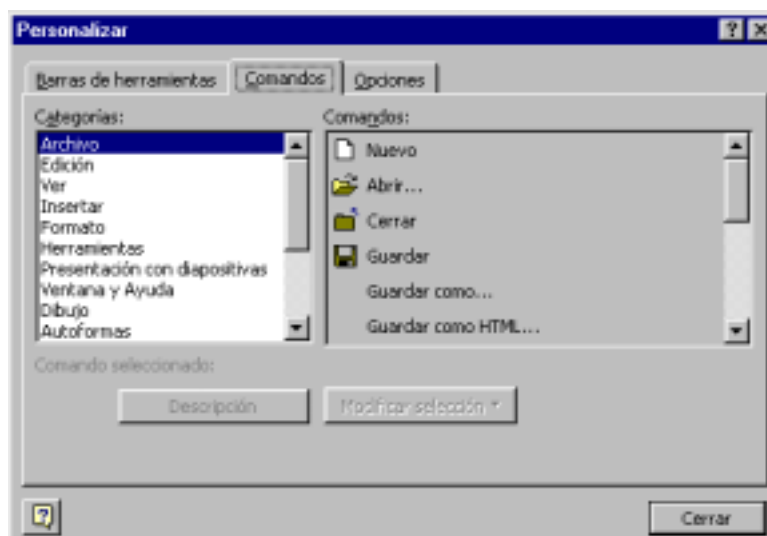 Personalizar
Barras de herramientas Comandos Opciones
Categorías:
Archivo
Edición
Ver
Insertar
Formato
Herramientas
Presentación con diapositivas
Ventana y Ayuda
Dibujo
Autoformas
Comandos:
Nuevo
Abrir...
Cerrar
Guardar
Guardar como...
Guardar como HTML...
Comando seleccionado:
Descripción
Modificar selección
Cerrar